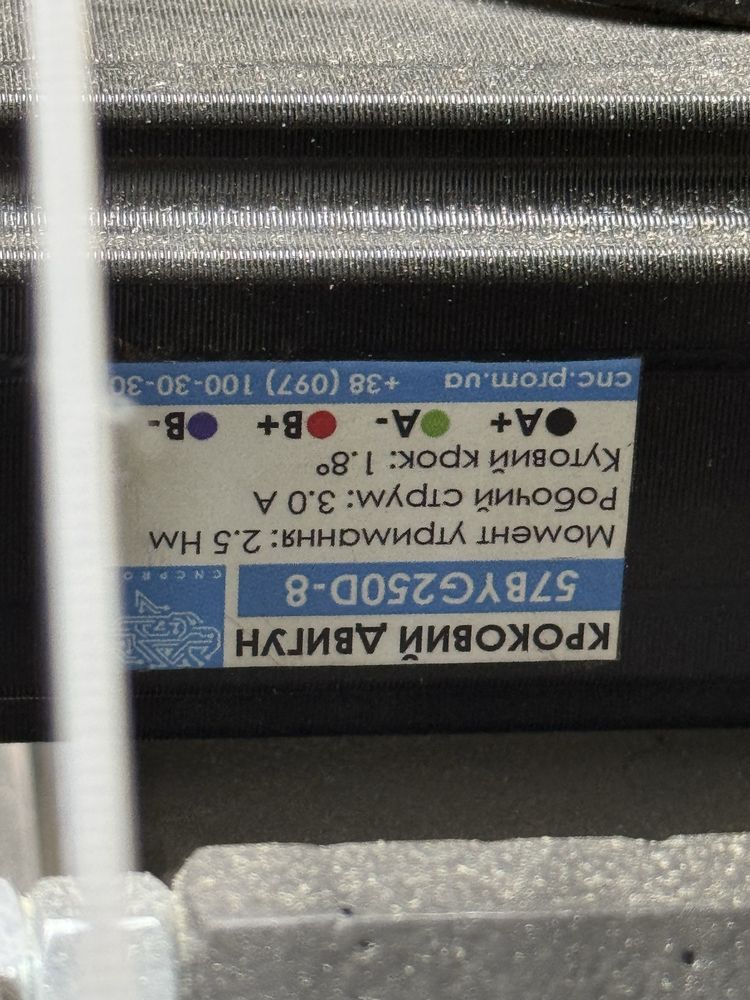 КРОКОВИЙ ДВИГУН
57BYG250D-8
CNCPRO
Момент утримання: 2.5 Нм
Робочий струм: 3.0 А
Кутовий крок: 1.8°
A+ A- B+ B-
cnc.prom.ua +38 (097) 100-30-30